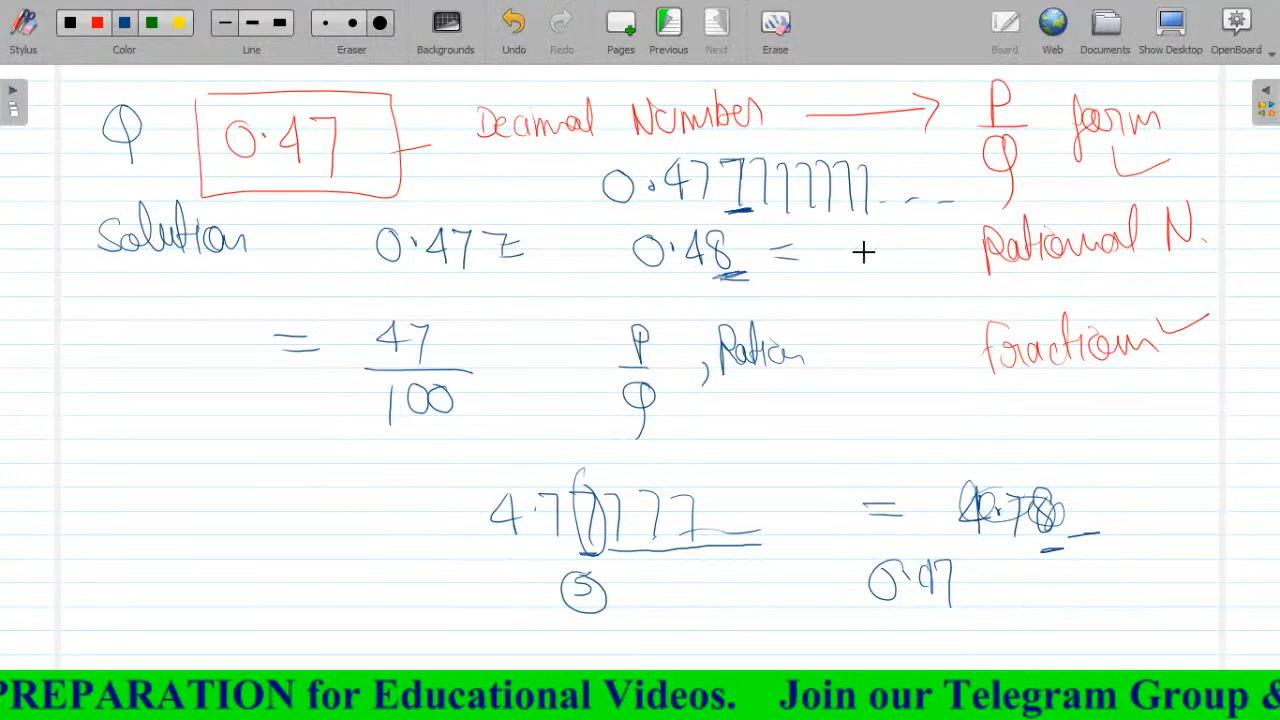 Stylus Color Line Eraser Backgrounds Undo Redo Pages Previous Next Erase Board Web Documents Show Desktop OpenBoard
Q 0.47 Decimal Number → P/Q form
0.477777777...
Solution 0.477 0.48 = Rational N.
= 47/100 P/Q , Ration Fraction
4.77777 = 
5 0.47
PREPARATION for Educational Videos. Join our Telegram Group &